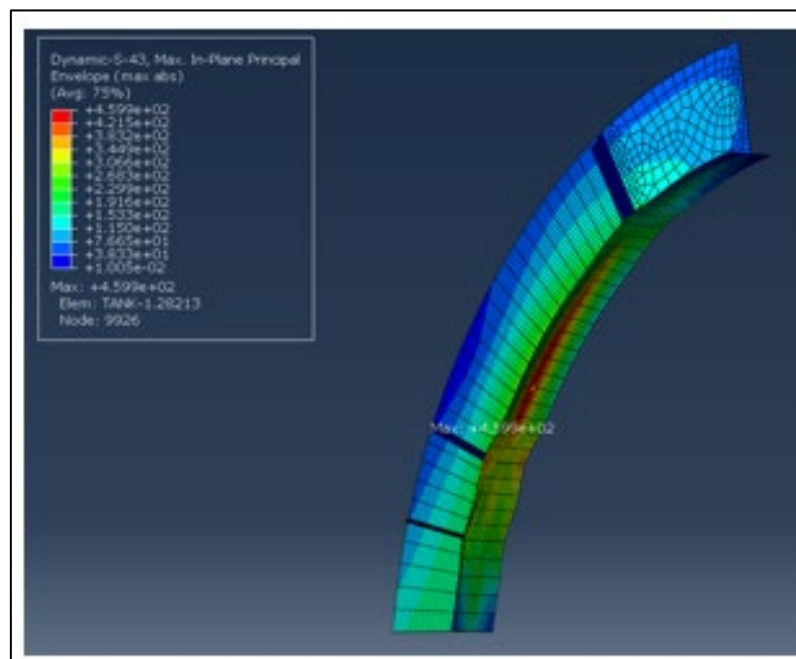 Dynamic-S-43, Max. In-Plane Principal
Envelope (max abs)
(Avg: 75%)
+4.599e+02
+4.215e+02
+3.832e+02
+3.449e+02
+3.066e+02
+2.683e+02
+2.299e+02
+1.916e+02
+1.533e+02
+1.150e+02
+7.665e+01
+3.833e+01
+1.005e-02
Max: +4.599e+02
Elem: TANK-1.28213
Node: 9926
Max: +4.599e+02